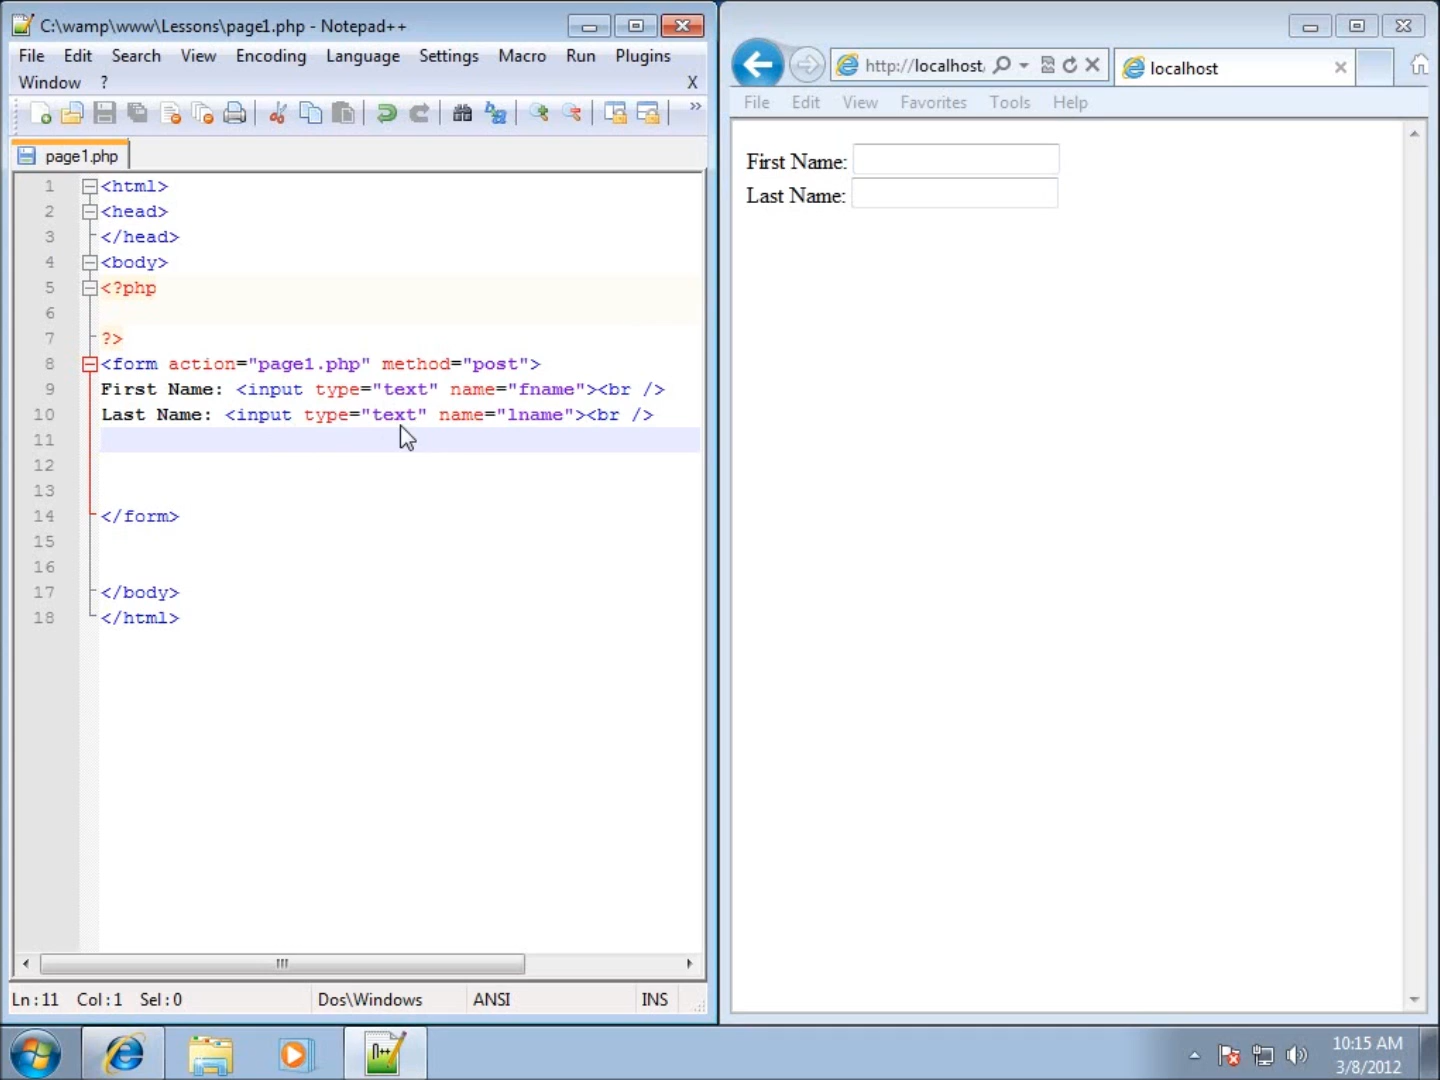 C:\wamp\www\Lessons\page1.php - Notepad++
File Edit Search View Encoding Language Settings Macro Run Plugins
Window ? X
page1.php
1 <html>
2 <head>
3 </head>
4 <body>
5 <?php
6
7 ?>
8 <form action="page1.php" method="post">
9 First Name: <input type="text" name="fname"><br />
10 Last Name: <input type="text" name="lname"><br />
11
12
13
14 </form>
15
16
17 </body>
18 </html>
Ln:11 Col:1 Sel:0 Dos\Windows ANSI INS
http://localhost
localhost
File Edit View Favorites Tools Help
First Name:
Last Name:
10:15 AM
3/8/2012